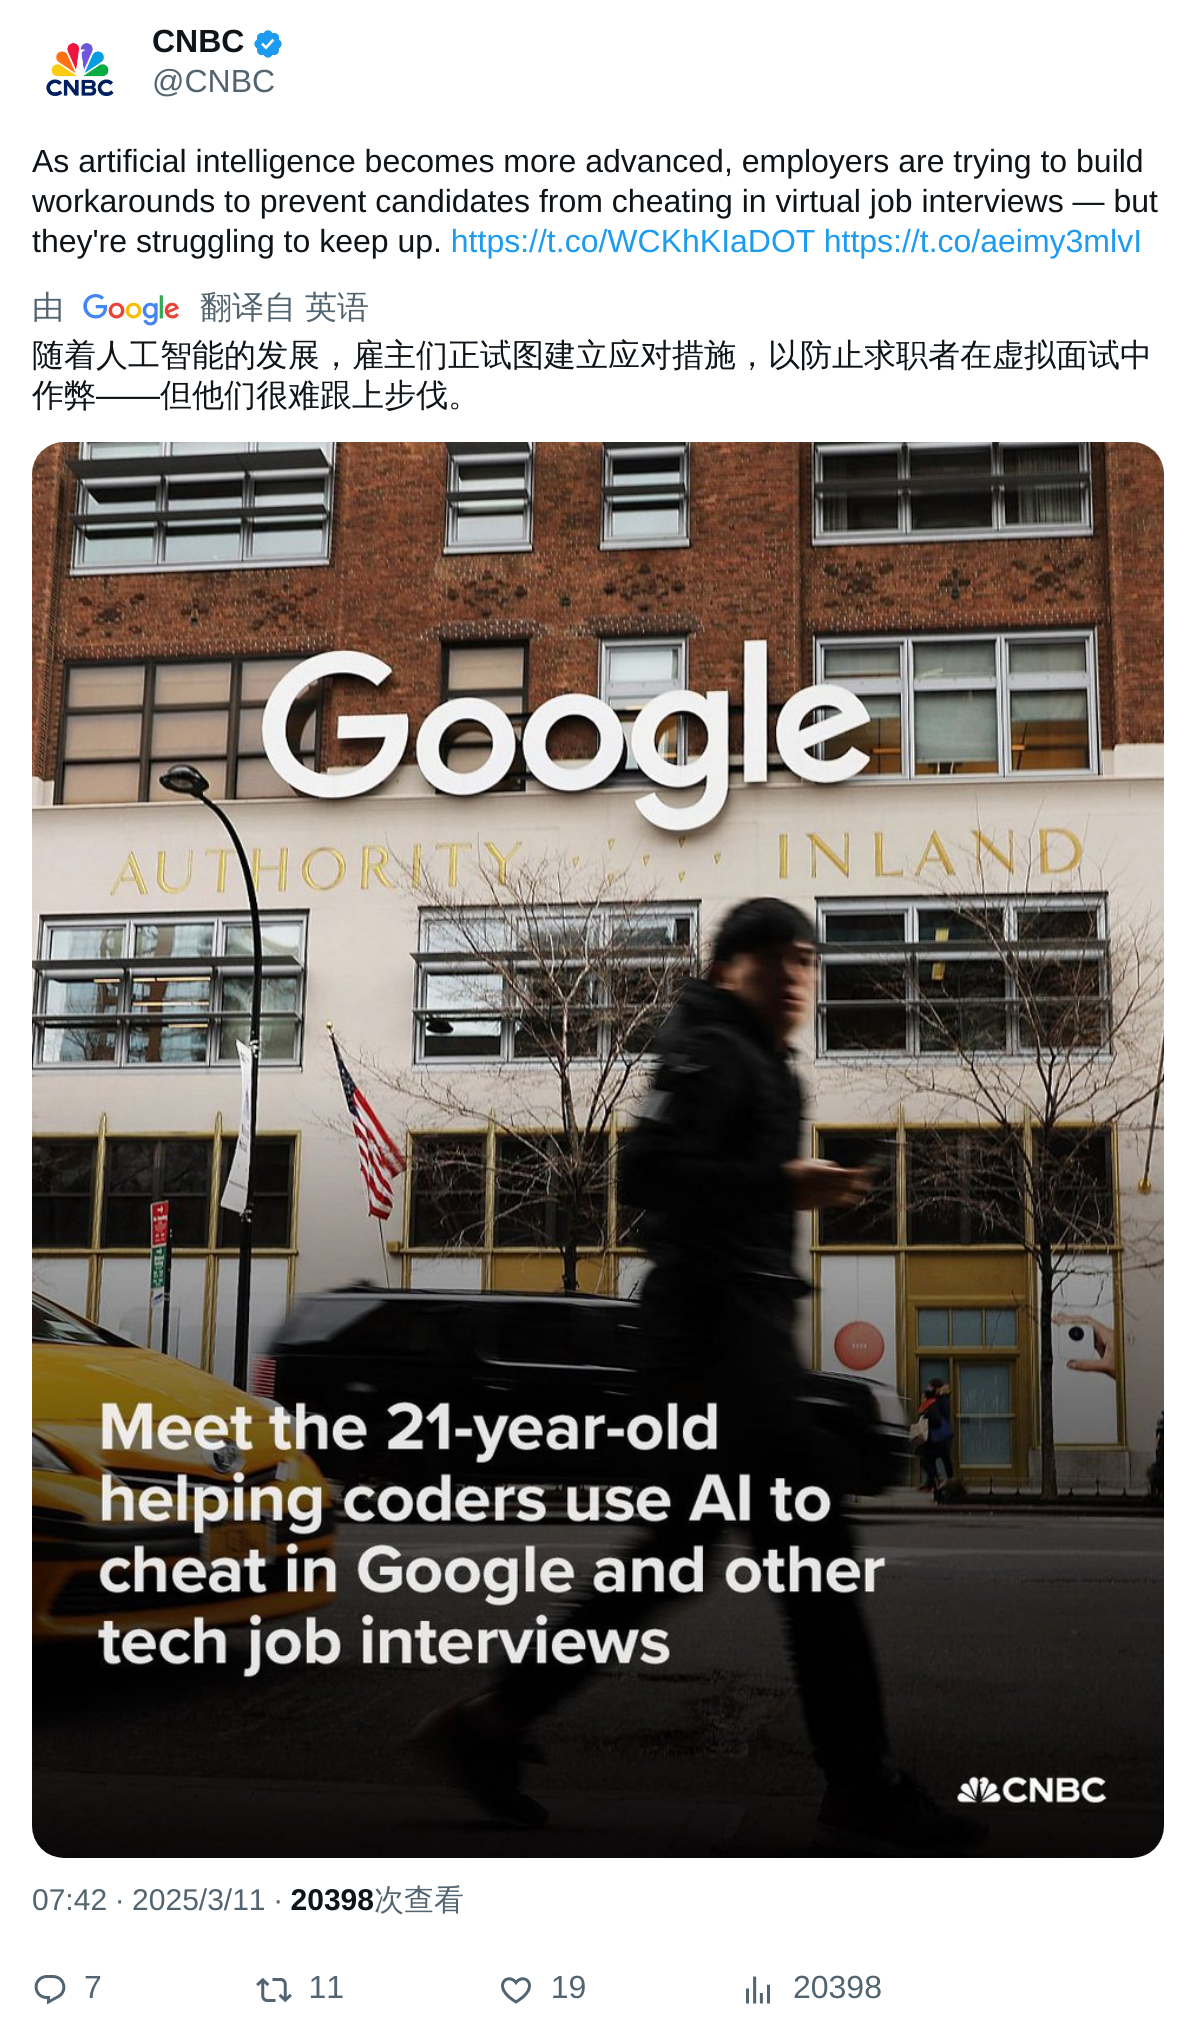 CNBC
@CNBC
CNBC
As artificial intelligence becomes more advanced, employers are trying to build
workarounds to prevent candidates from cheating in virtual job interviews — but
they're struggling to keep up. https://t.co/WCKhKIaDOT https://t.co/aeimy3mlvI
由 Google 翻译自 英语
随着人工智能的发展，雇主们正试图建立应对措施，以防止求职者在虚拟面试中
作弊——但他们很难跟上步伐。
Google
AUTHORITY INLAND
Meet the 21-year-old
helping coders use AI to
cheat in Google and other
tech job interviews
CNBC
07:42 · 2025/3/11 · 20398次查看
7 11 19 20398